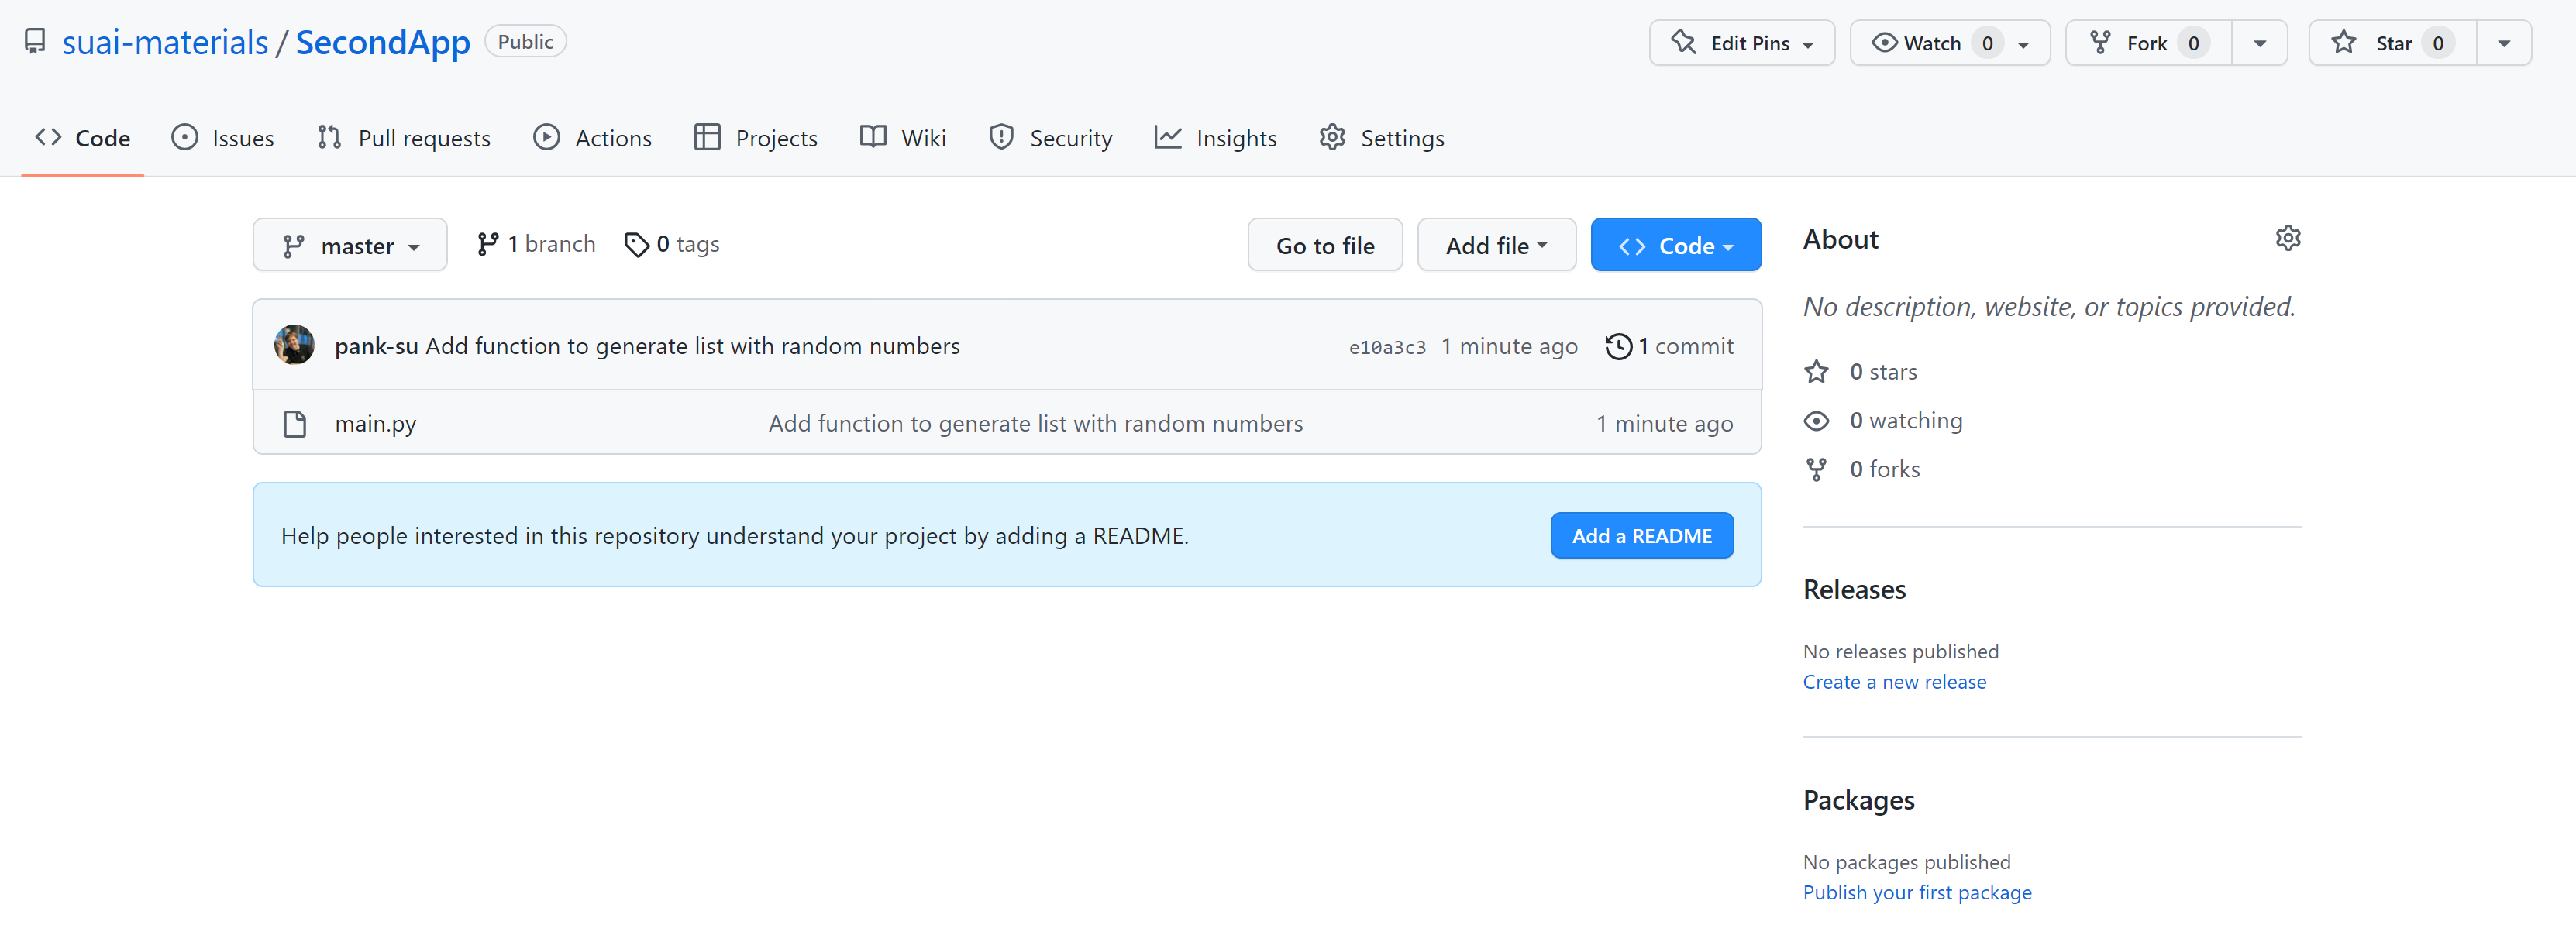 suai-materials / SecondApp Public Edit Pins Watch 0 Fork 0 Star 0
Code Issues Pull requests Actions Projects Wiki Security Insights Settings
master 1 branch 0 tags Go to file Add file Code
pank-su Add function to generate list with random numbers e10a3c3 1 minute ago 1 commit
main.py Add function to generate list with random numbers 1 minute ago
Help people interested in this repository understand your project by adding a README. Add a README
About
No description, website, or topics provided.
0 stars
0 watching
0 forks
Releases
No releases published
Create a new release
Packages
No packages published
Publish your first package